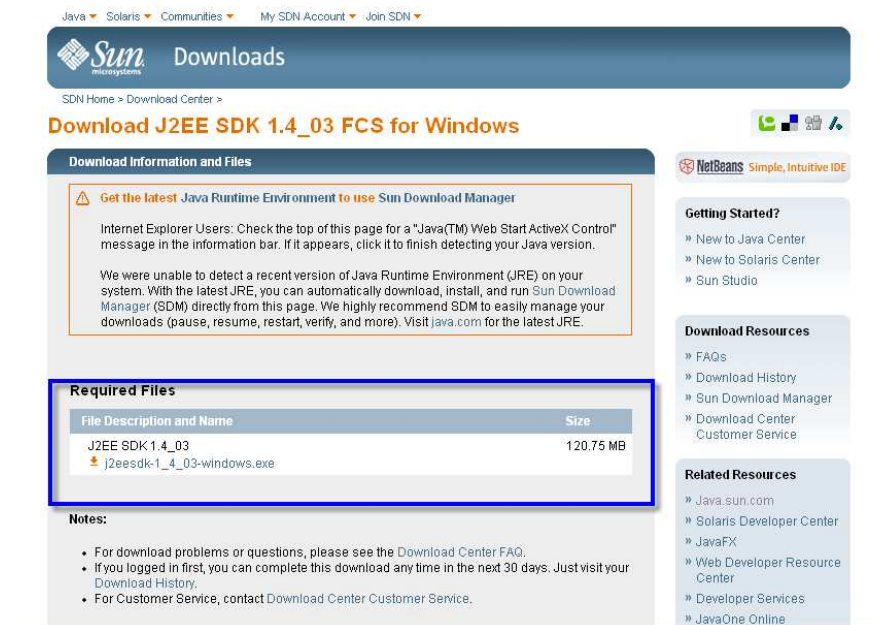 Java Solaris Communities My SDN Account Join SDN
Sun microsystems Downloads
SDN Home > Download Center >
Download J2EE SDK 1.4_03 FCS for Windows
Download Information and Files
Get the latest Java Runtime Environment to use Sun Download Manager
Internet Explorer Users: Check the top of this page for a "Java(TM) Web Start ActiveX Control"
message in the information bar. If it appears, click it to finish detecting your Java version.
We were unable to detect a recent version of Java Runtime Environment (JRE) on your
system. With the latest JRE, you can automatically download, install, and run Sun Download
Manager (SDM) directly from this page. We highly recommend SDM to easily manage your
downloads (pause, resume, restart, verify, and more). Visit java.com for the latest JRE.
Required Files
File Description and Name Size
J2EE SDK 1.4_03 120.75 MB
j2eesdk-1_4_03-windows.exe
Notes:
• For download problems or questions, please see the Download Center FAQ.
• If you logged in first, you can complete this download any time in the next 30 days. Just visit your
Download History.
• For Customer Service, contact Download Center Customer Service.
NetBeans Simple, Intuitive IDE
Getting Started?
» New to Java Center
» New to Solaris Center
» Sun Studio
Download Resources
» FAQs
» Download History
» Sun Download Manager
» Download Center
Customer Service
Related Resources
» Java.sun.com
» Solaris Developer Center
» JavaFX
» Web Developer Resource
Center
» Developer Services
» JavaOne Online